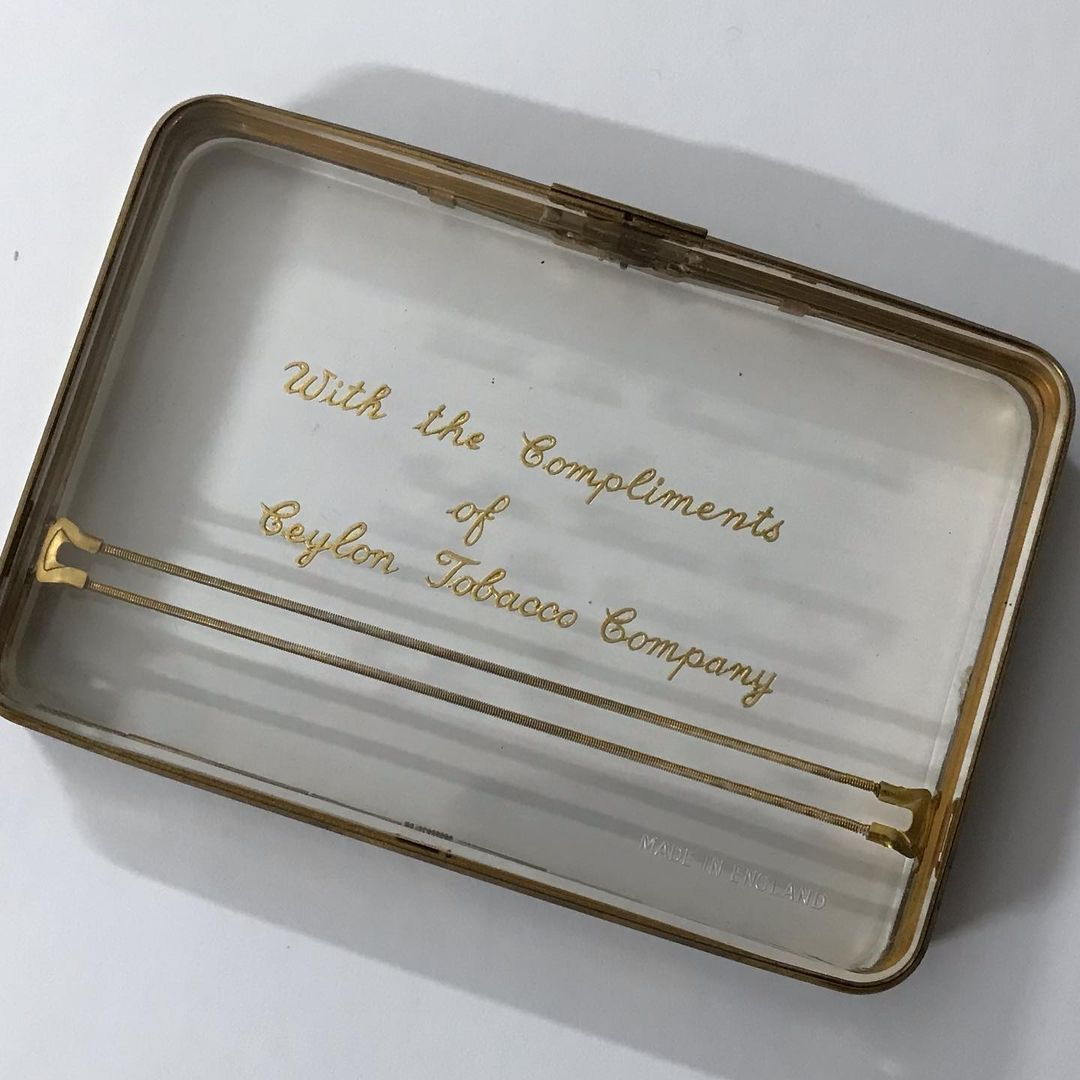 With the Compliments
of
Ceylon Tobacco Company
MADE IN ENGLAND